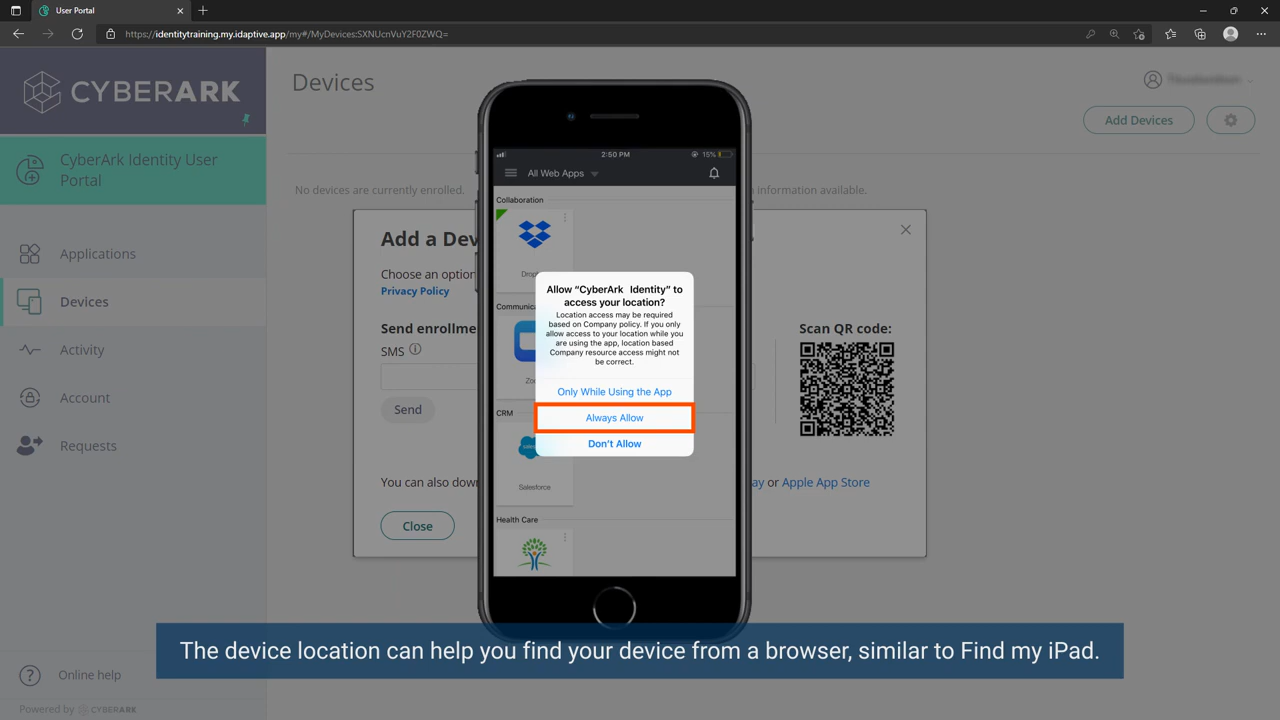 User Portal
https://identitytraining.my.idaptive.app/my#/MyDevices:SXNUcnVuY2F0ZWQ=
CYBERARK
CyberArk Identity User
Portal
Applications
Devices
Activity
Account
Requests
Online help
Powered by CYBERARK
Devices
Add Devices
No devices are currently enrolled.
information available.
Add a Dev
Choose an option
Privacy Policy
Send enrollme
SMS
Send
You can also dow
Close
Scan QR code:
ay or Apple App Store
2:50 PM
15%
All Web Apps
Collaboration
Drop
Communica
Zo
CRM
Salesforce
Health Care
Allow "CyberArk Identity" to
access your location?
Location access may be required
based on Company policy. If you only
allow access to your location while you
are using the app, location based
Company resource access might not
be correct.
Only While Using the App
Always Allow
Don't Allow
The device location can help you find your device from a browser, similar to Find my iPad.